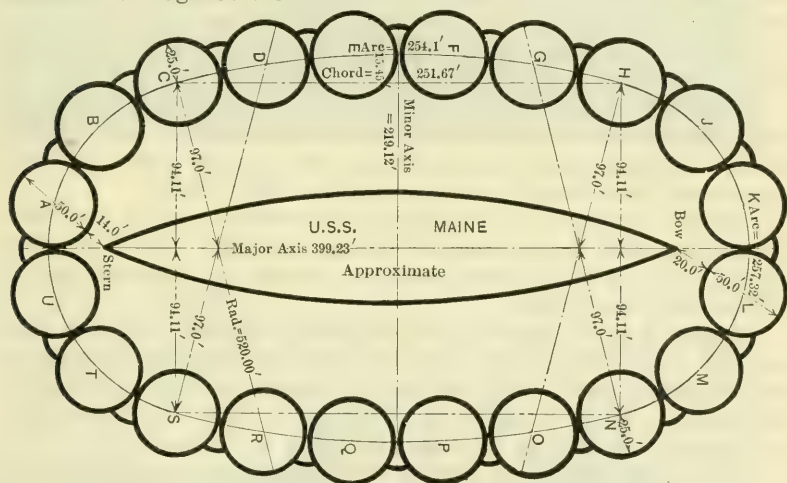 D
E
Arc=254.1'
F
G
25.0'
C
Chord=251.67'
15.45'
H
B
Minor Axis
=219.12'
J
94.11'
97.0'
97.0'
94.11'
A
50.0'
14.0'
Stern
U.S.S. MAINE
Major Axis 399.23'
Approximate
Bow
20.0'
50.0'
K
Arc=257.32'
L
U
94.11'
97.0'
Rad=520.00'
97.0'
94.11'
T
M
S
N
25.0'
R
Q
P
O